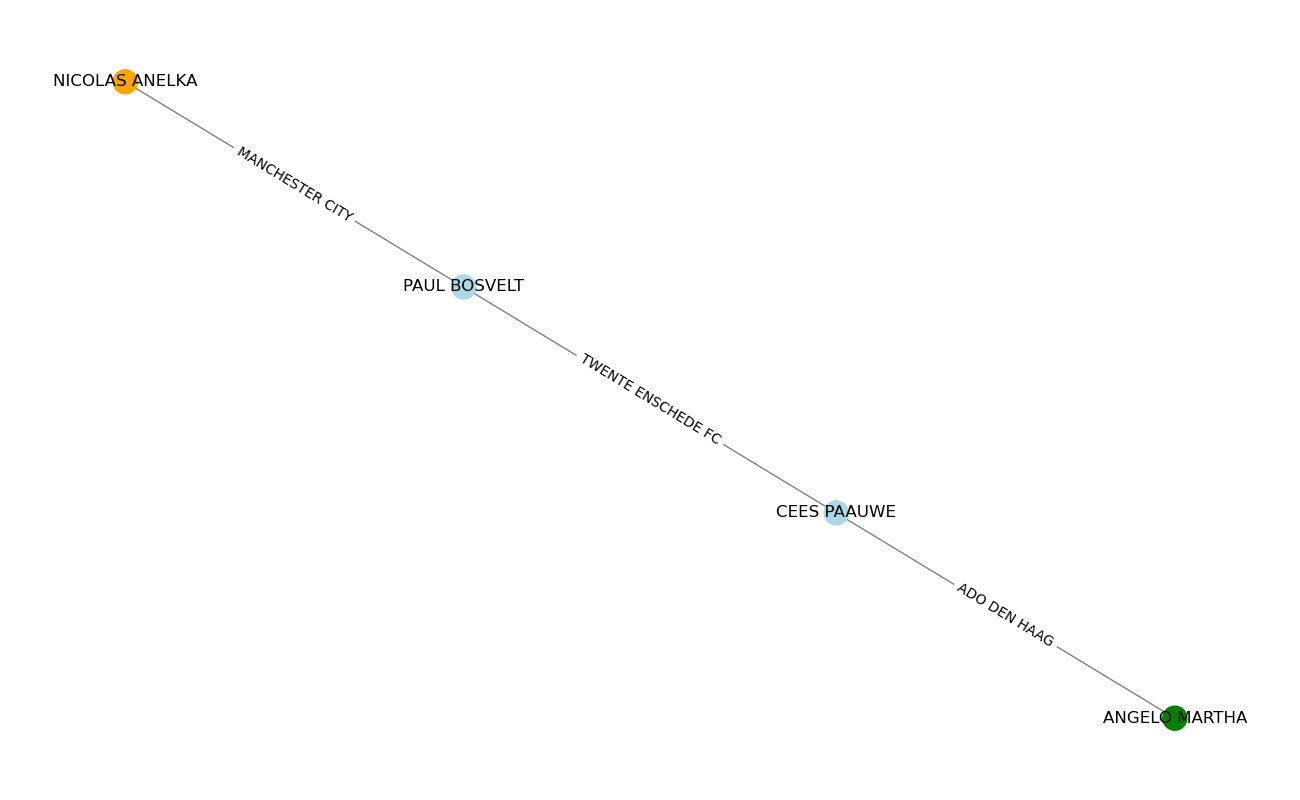 NICOLAS ANELKA
MANCHESTER CITY
PAUL BOSVELT
TWENTE ENSCHEDE FC
CEES PAAUWE
ADO DEN HAAG
ANGELO MARTHA